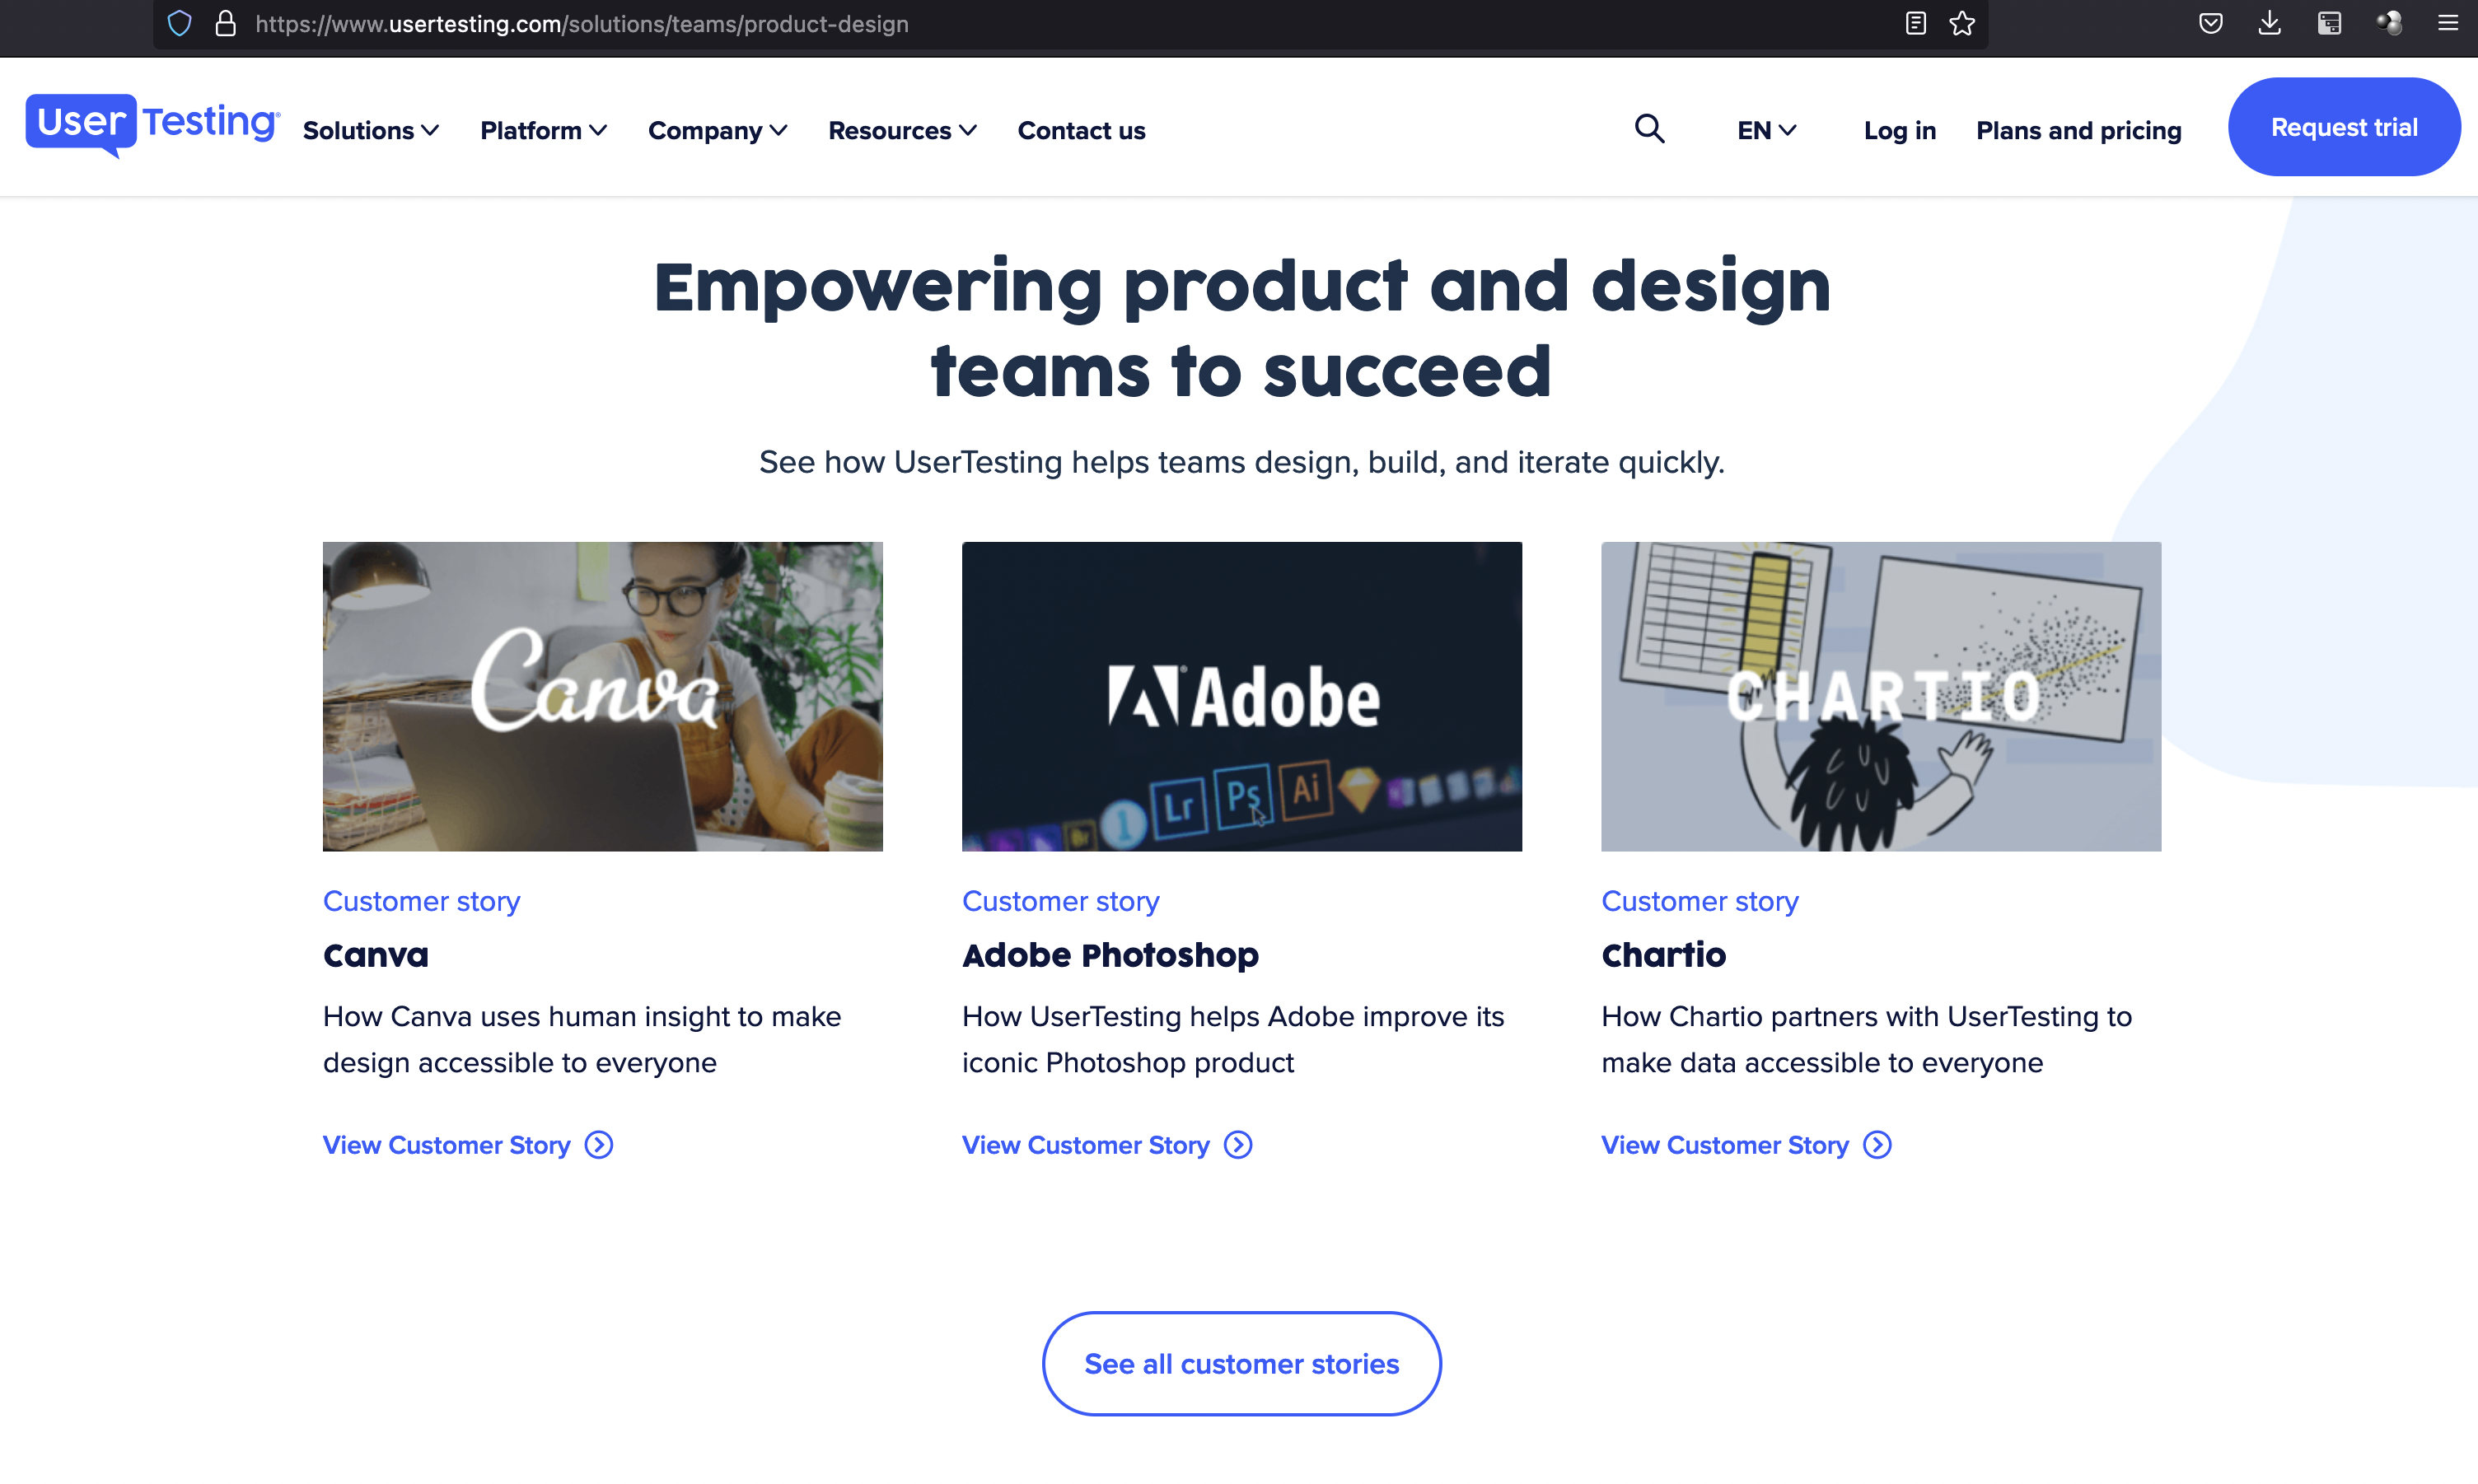 https://www.usertesting.com/solutions/teams/product-design
UserTesting
Solutions
Platform
Company
Resources
Contact us
EN
Log in
Plans and pricing
Request trial
Empowering product and design
teams to succeed
See how UserTesting helps teams design, build, and iterate quickly.
Canva
Adobe
Br
1
Lr
Ps
Ai
CHARTIO
Customer story
Canva
How Canva uses human insight to make
design accessible to everyone
View Customer Story
Customer story
Adobe Photoshop
How UserTesting helps Adobe improve its
iconic Photoshop product
View Customer Story
Customer story
Chartio
How Chartio partners with UserTesting to
make data accessible to everyone
View Customer Story
See all customer stories